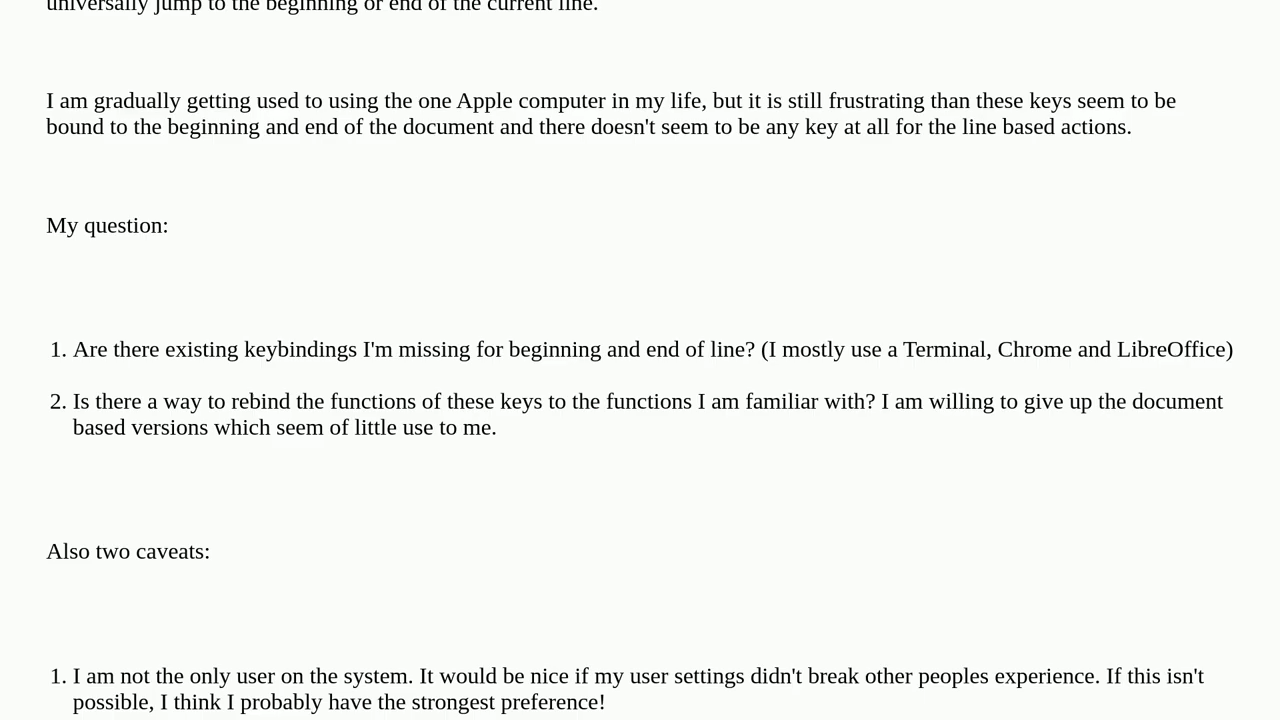 universally jump to the beginning or end of the current line.
I am gradually getting used to using the one Apple computer in my life, but it is still frustrating than these keys seem to be
bound to the beginning and end of the document and there doesn't seem to be any key at all for the line based actions.
My question:
1. Are there existing keybindings I'm missing for beginning and end of line? (I mostly use a Terminal, Chrome and LibreOffice)
2. Is there a way to rebind the functions of these keys to the functions I am familiar with? I am willing to give up the document
based versions which seem of little use to me.
Also two caveats:
1. I am not the only user on the system. It would be nice if my user settings didn't break other peoples experience. If this isn't
possible, I think I probably have the strongest preference!